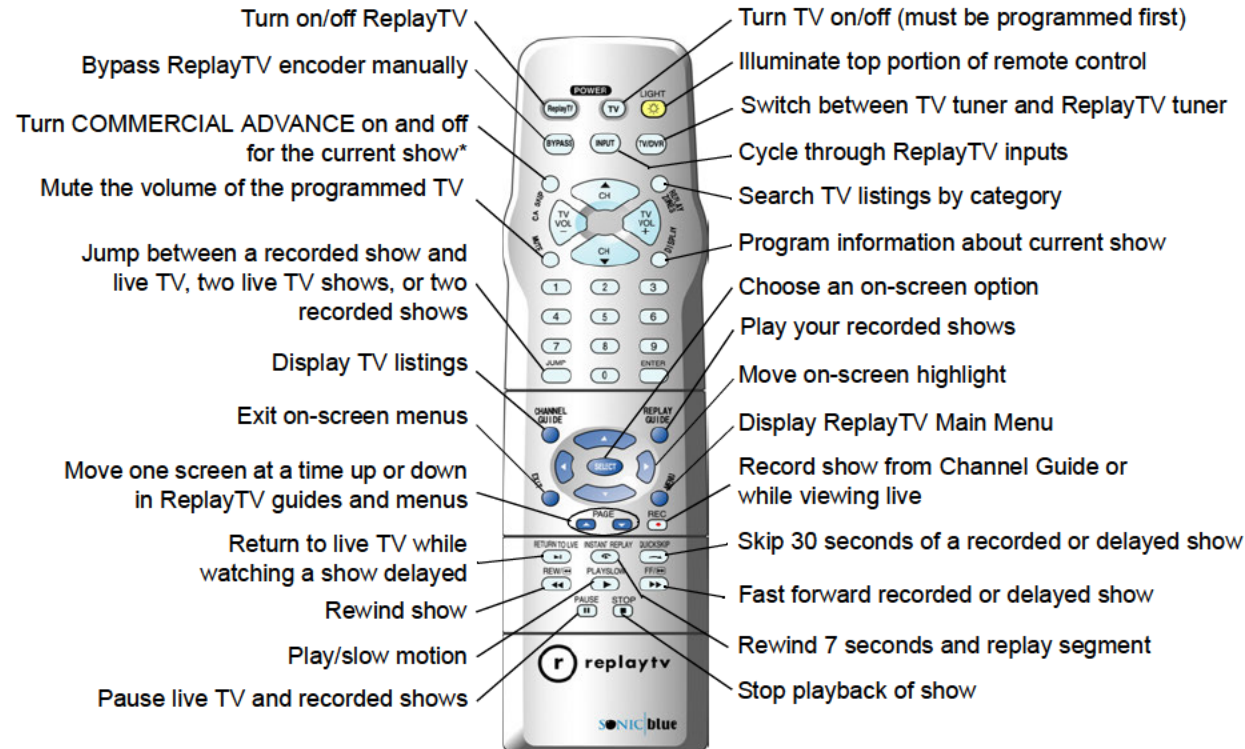 Turn on/off ReplayTV
Bypass ReplayTV encoder manually
Turn COMMERCIAL ADVANCE on and off
for the current show*
Mute the volume of the programmed TV
Jump between a recorded show and
live TV, two live TV shows, or two
recorded shows
Display TV listings
Exit on-screen menus
Move one screen at a time up or down
in ReplayTV guides and menus
Return to live TV while
watching a show delayed
Rewind show
Play/slow motion
Pause live TV and recorded shows
POWER
LIGHT
ReplayTV
TV
BYPASS
INPUT
TV/DVR
CA SKIP
CH
REPLAY
ZONES
TV
VOL
−
TV
VOL
+
MUTE
CH
DISPLAY
1 2 3
4 5 6
7 8 9
JUMP
0
ENTER
CHANNEL
GUIDE
REPLAY
GUIDE
SELECT
EXIT
MENU
PAGE
REC
RETURN TO LIVE
INSTANT REPLAY
QUICKSKIP
REW/
PLAY/SLOW
FF/
PAUSE
STOP
r replaytv
SONIC|blue
Turn TV on/off (must be programmed first)
Illuminate top portion of remote control
Switch between TV tuner and ReplayTV tuner
Cycle through ReplayTV inputs
Search TV listings by category
Program information about current show
Choose an on-screen option
Play your recorded shows
Move on-screen highlight
Display ReplayTV Main Menu
Record show from Channel Guide or
while viewing live
Skip 30 seconds of a recorded or delayed show
Fast forward recorded or delayed show
Rewind 7 seconds and replay segment
Stop playback of show